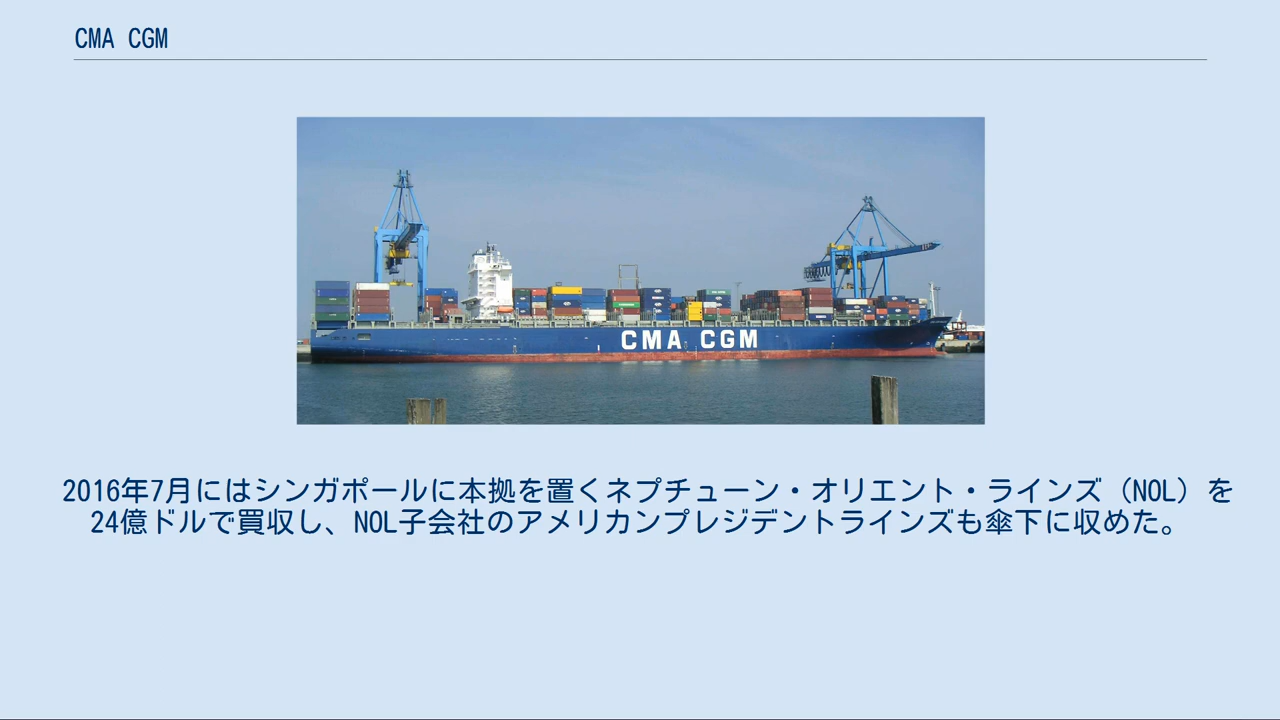 CMA CGM
CMA CGM
2016年7月にはシンガポールに本拠を置くネプチューン・オリエント・ラインズ（NOL）を
24億ドルで買収し、NOL子会社のアメリカンプレジデントラインズも傘下に収めた。